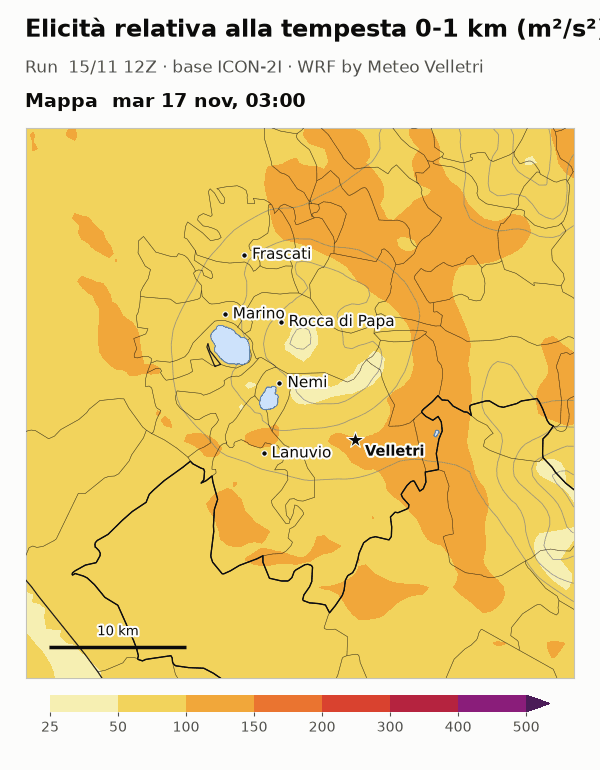 Elicità relativa alla tempesta 0-1 km (m²/s²)
Run 15/11 12Z · base ICON-2I · WRF by Meteo Velletri
Mappa mar 17 nov, 03:00
Frascati
Marino
Rocca di Papa
Nemi
Velletri
Lanuvio
10 km
25 50 100 150 200 300 400 500